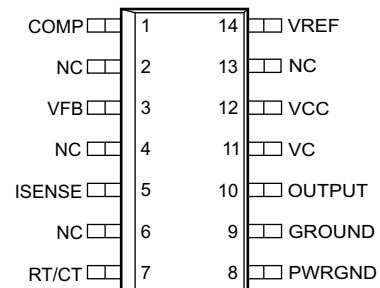 COMP 1 14 VREF
NC 2 13 NC
VFB 3 12 VCC
NC 4 11 VC
ISENSE 5 10 OUTPUT
NC 6 9 GROUND
RT/CT 7 8 PWRGND